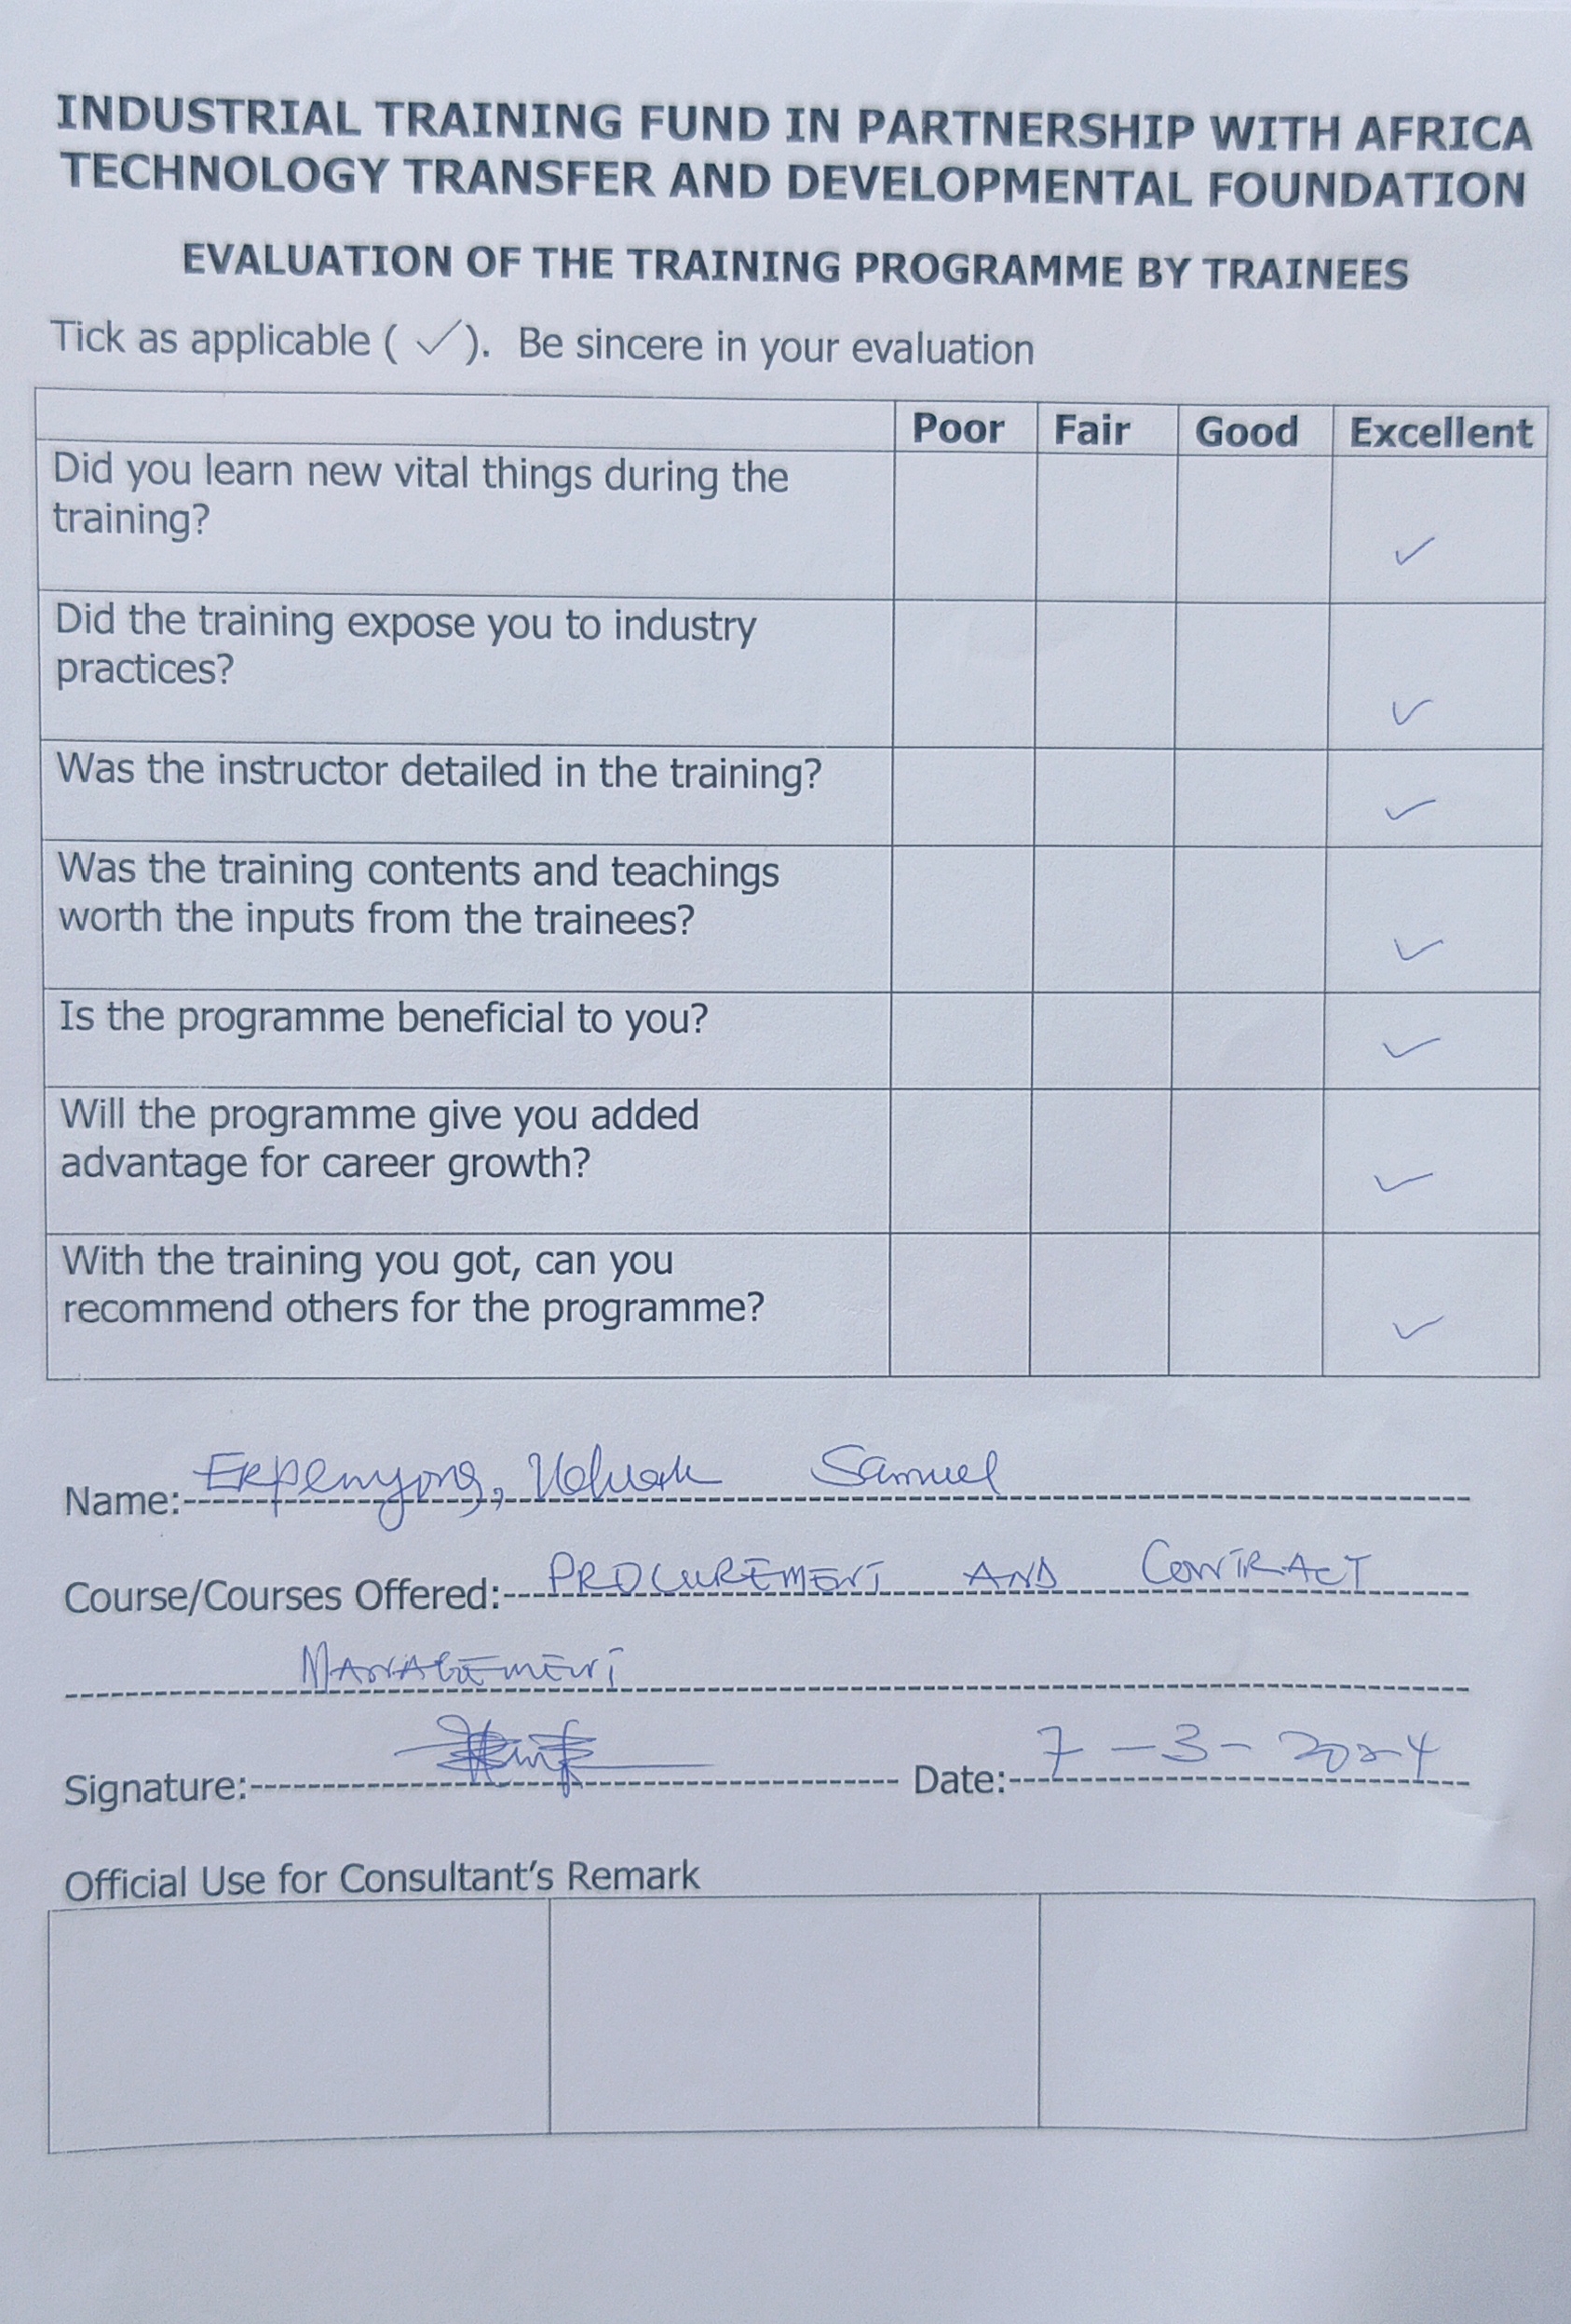 INDUSTRIAL TRAINING FUND IN PARTNERSHIP WITH AFRICA
TECHNOLOGY TRANSFER AND DEVELOPMENTAL FOUNDATION
EVALUATION OF THE TRAINING PROGRAMME BY TRAINEES
Tick as applicable ( ✓). Be sincere in your evaluation
Poor Fair Good Excellent
Did you learn new vital things during the
training?
✓
Did the training expose you to industry
practices?
✓
Was the instructor detailed in the training?
✓
Was the training contents and teachings
worth the inputs from the trainees?
✓
Is the programme beneficial to you?
✓
Will the programme give you added
advantage for career growth?
✓
With the training you got, can you
recommend others for the programme?
✓
Name: Ekpenyong, Samuel
Course/Courses Offered: PROCUREMENT AND CONTRACT
MANAGEMENT
Signature: Date: 7-3-2024
Official Use for Consultant's Remark